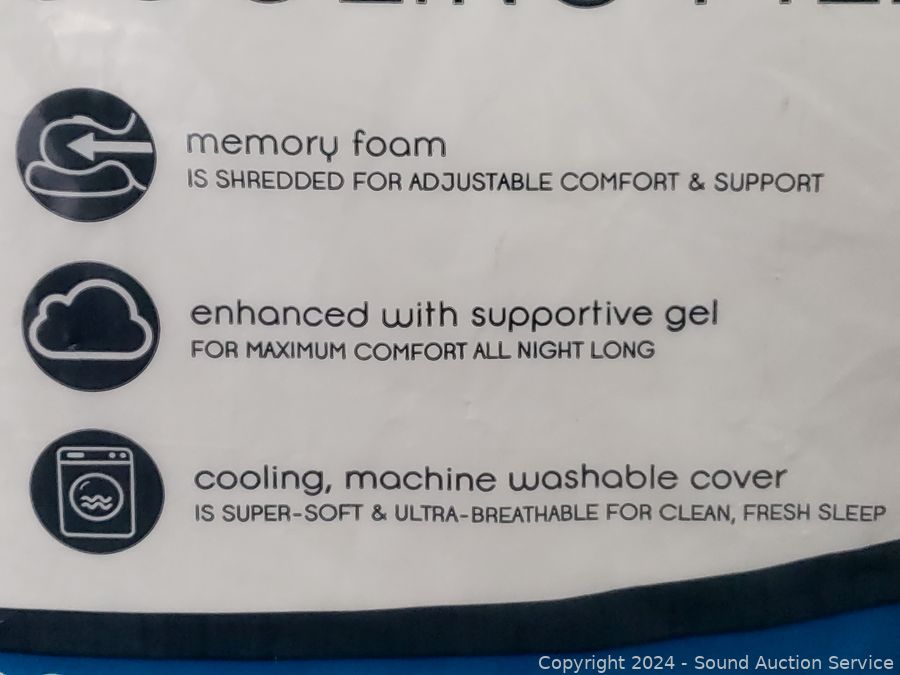 memory foam
IS SHREDDED FOR ADJUSTABLE COMFORT & SUPPORT
enhanced with supportive gel
FOR MAXIMUM COMFORT ALL NIGHT LONG
cooling, machine washable cover
IS SUPER-SOFT & ULTRA-BREATHABLE FOR CLEAN, FRESH SLEEP
Copyright 2024 - Sound Auction Service